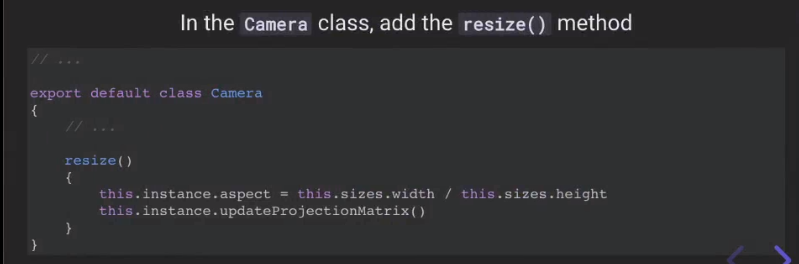 In the Camera class, add the resize() method
// ...
export default class Camera
{
// ...
resize()
{
this.instance.aspect = this.sizes.width / this.sizes.height
this.instance.updateProjectionMatrix()
}
}